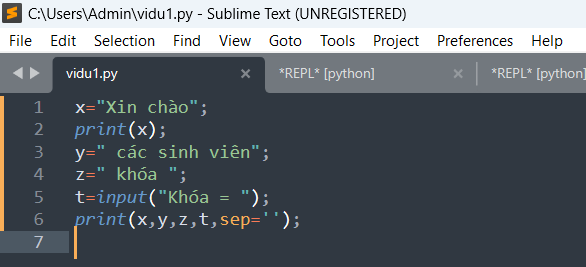 C:\Users\Admin\vidu1.py - Sublime Text (UNREGISTERED)
File Edit Selection Find View Goto Tools Project Preferences Help
vidu1.py × *REPL* [python] × *REPL* [python]
1 x="Xin chào";
2 print(x);
3 y=" các sinh viên";
4 z=" khóa ";
5 t=input("Khóa = ");
6 print(x,y,z,t,sep='');
7